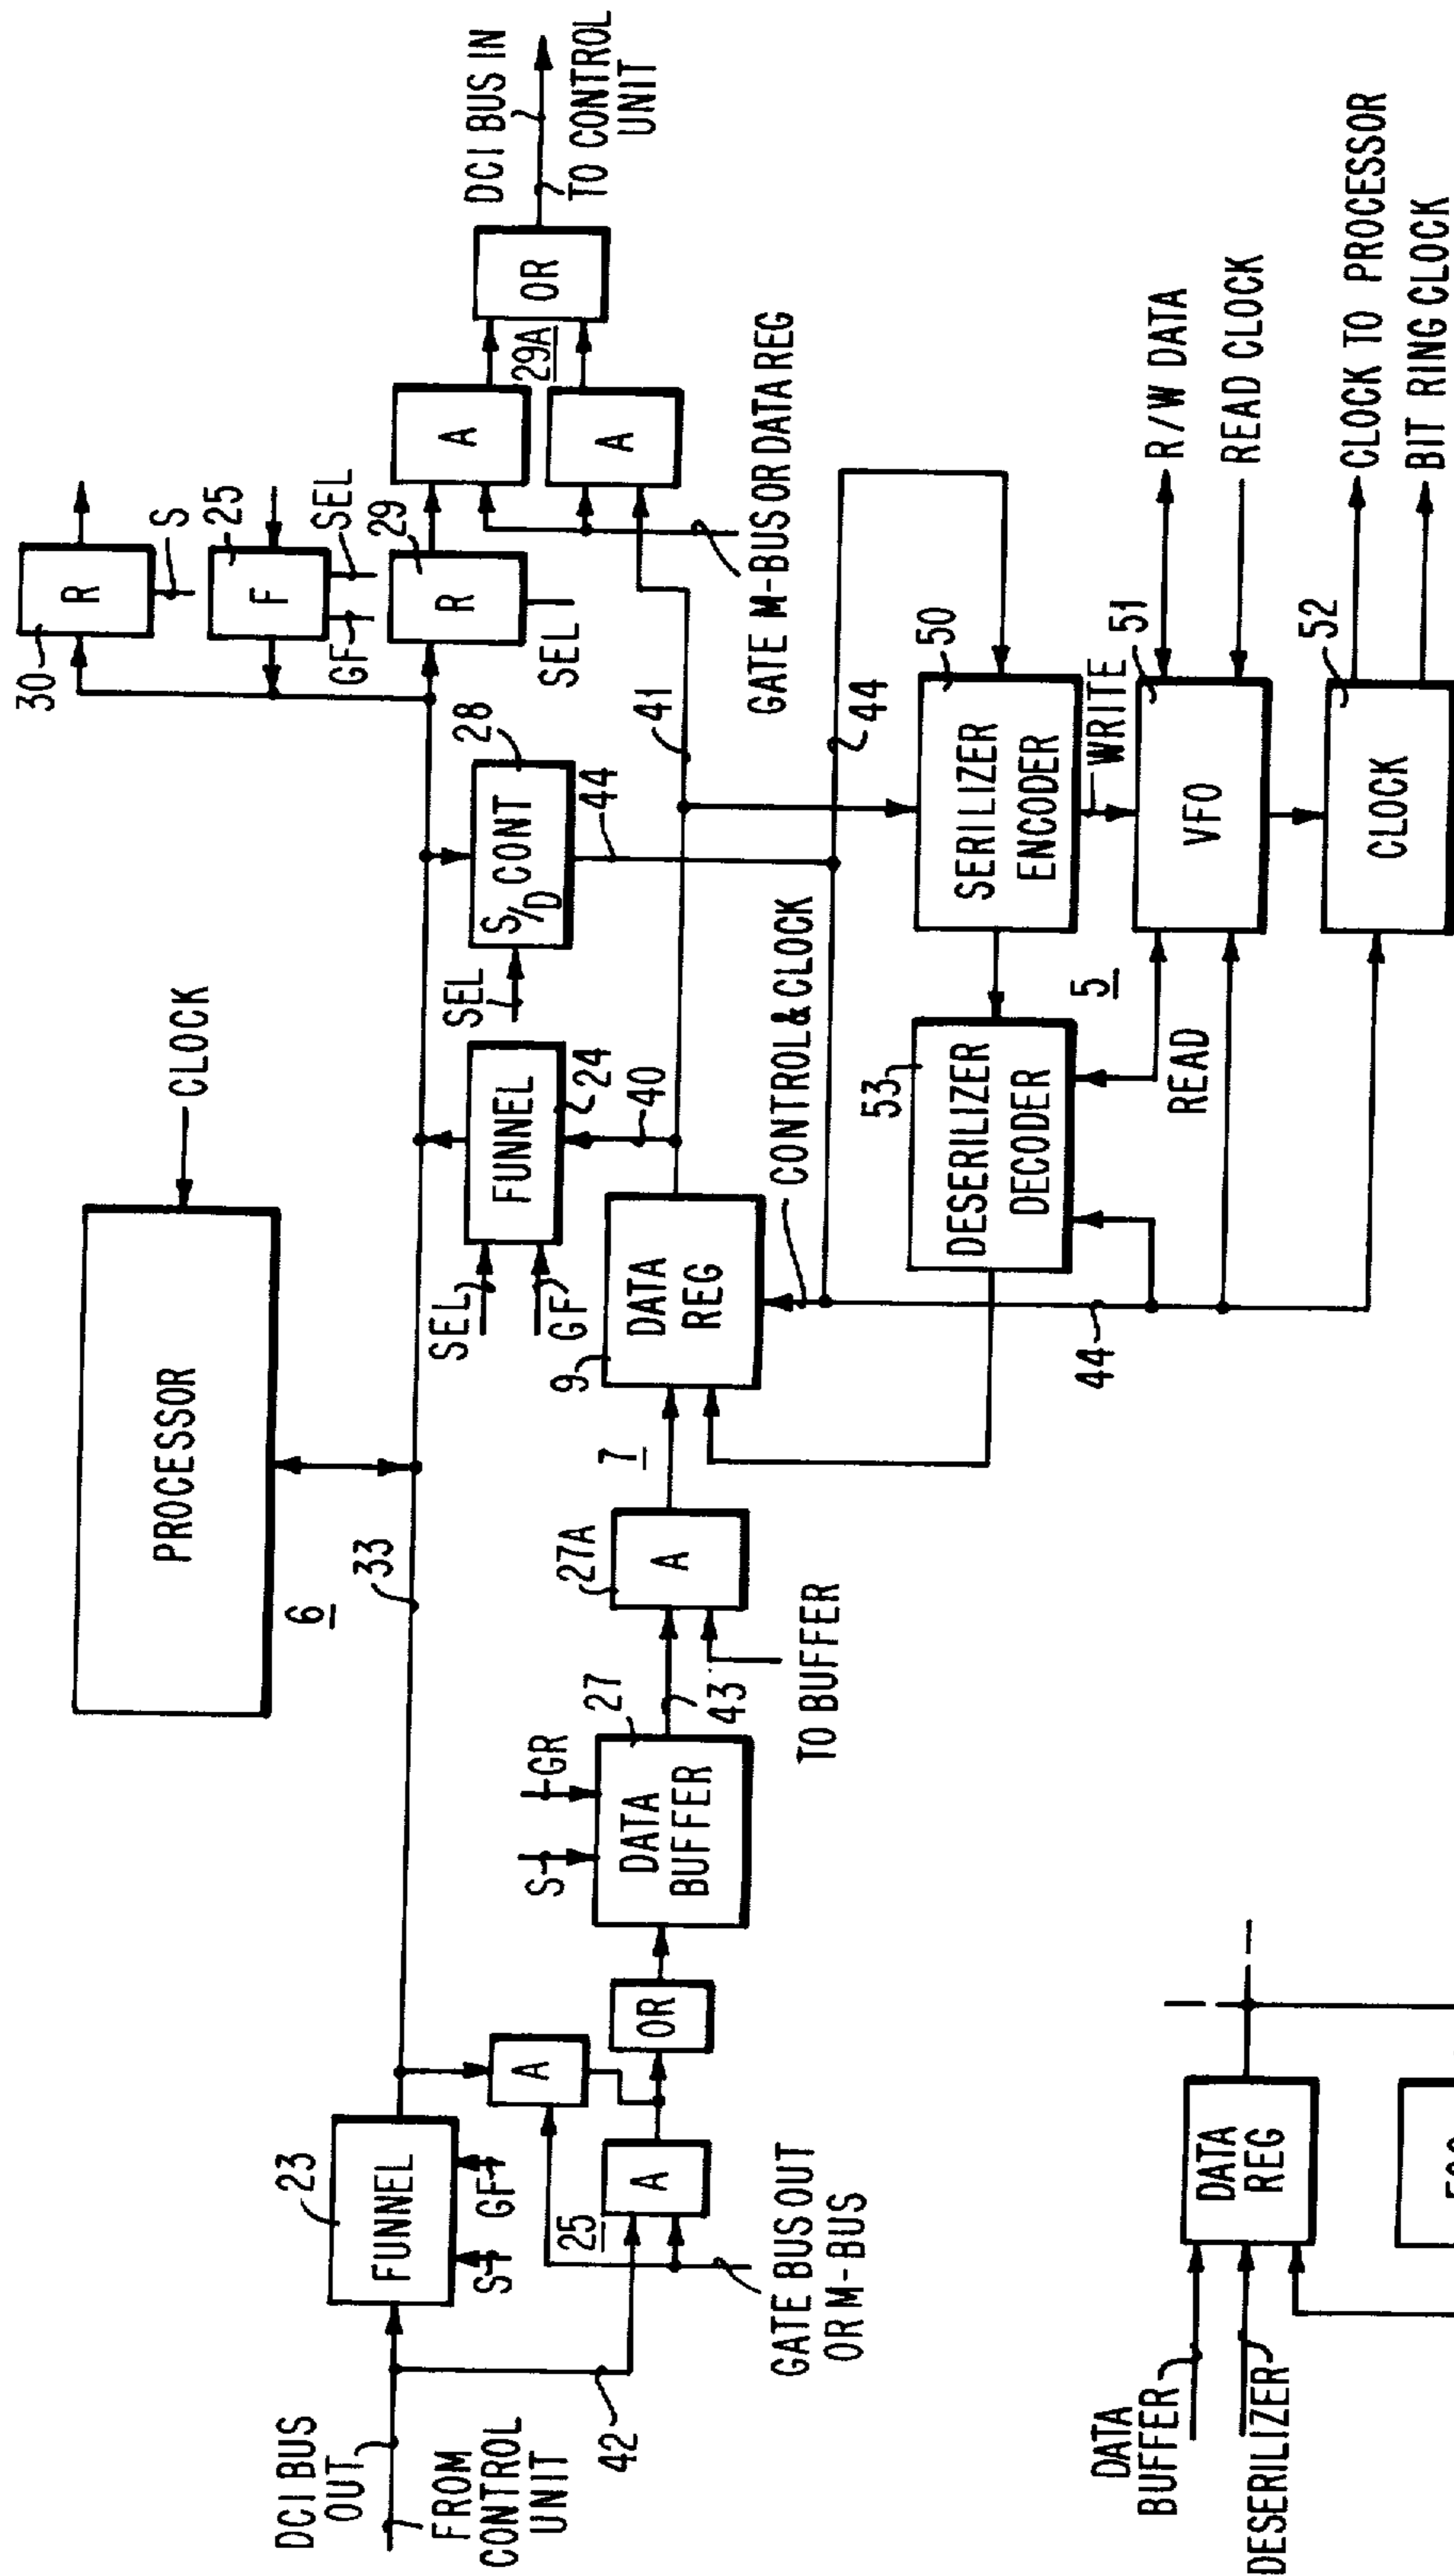 DCI BUS
OUT
FROM
CONTROL
UNIT
42
23
FUNNEL
S
GF
25
A
A
OR
GATE BUS OUT
OR M-BUS
S
GR
27
DATA
BUFFER
43
TO BUFFER
27A
A
7
33
6
PROCESSOR
CLOCK
9
DATA
REG
SEL
GF
FUNNEL
24
40
SEL
S/D CONT
28
44
41
CONTROL & CLOCK
44
30
R
S
F
25
GF
SEL
R
29
SEL
A
A
29A
OR
DCI BUS IN
TO CONTROL
UNIT
GATE M-BUS OR DATA REG
53
DESERILIZER
DECODER
44
READ
5
SERILIZER
ENCODER
50
WRITE
VFO
51
R/W DATA
READ CLOCK
CLOCK
52
CLOCK TO PROCESSOR
BIT RING CLOCK
DATA
BUFFER
DESERILIZER
DATA
REG